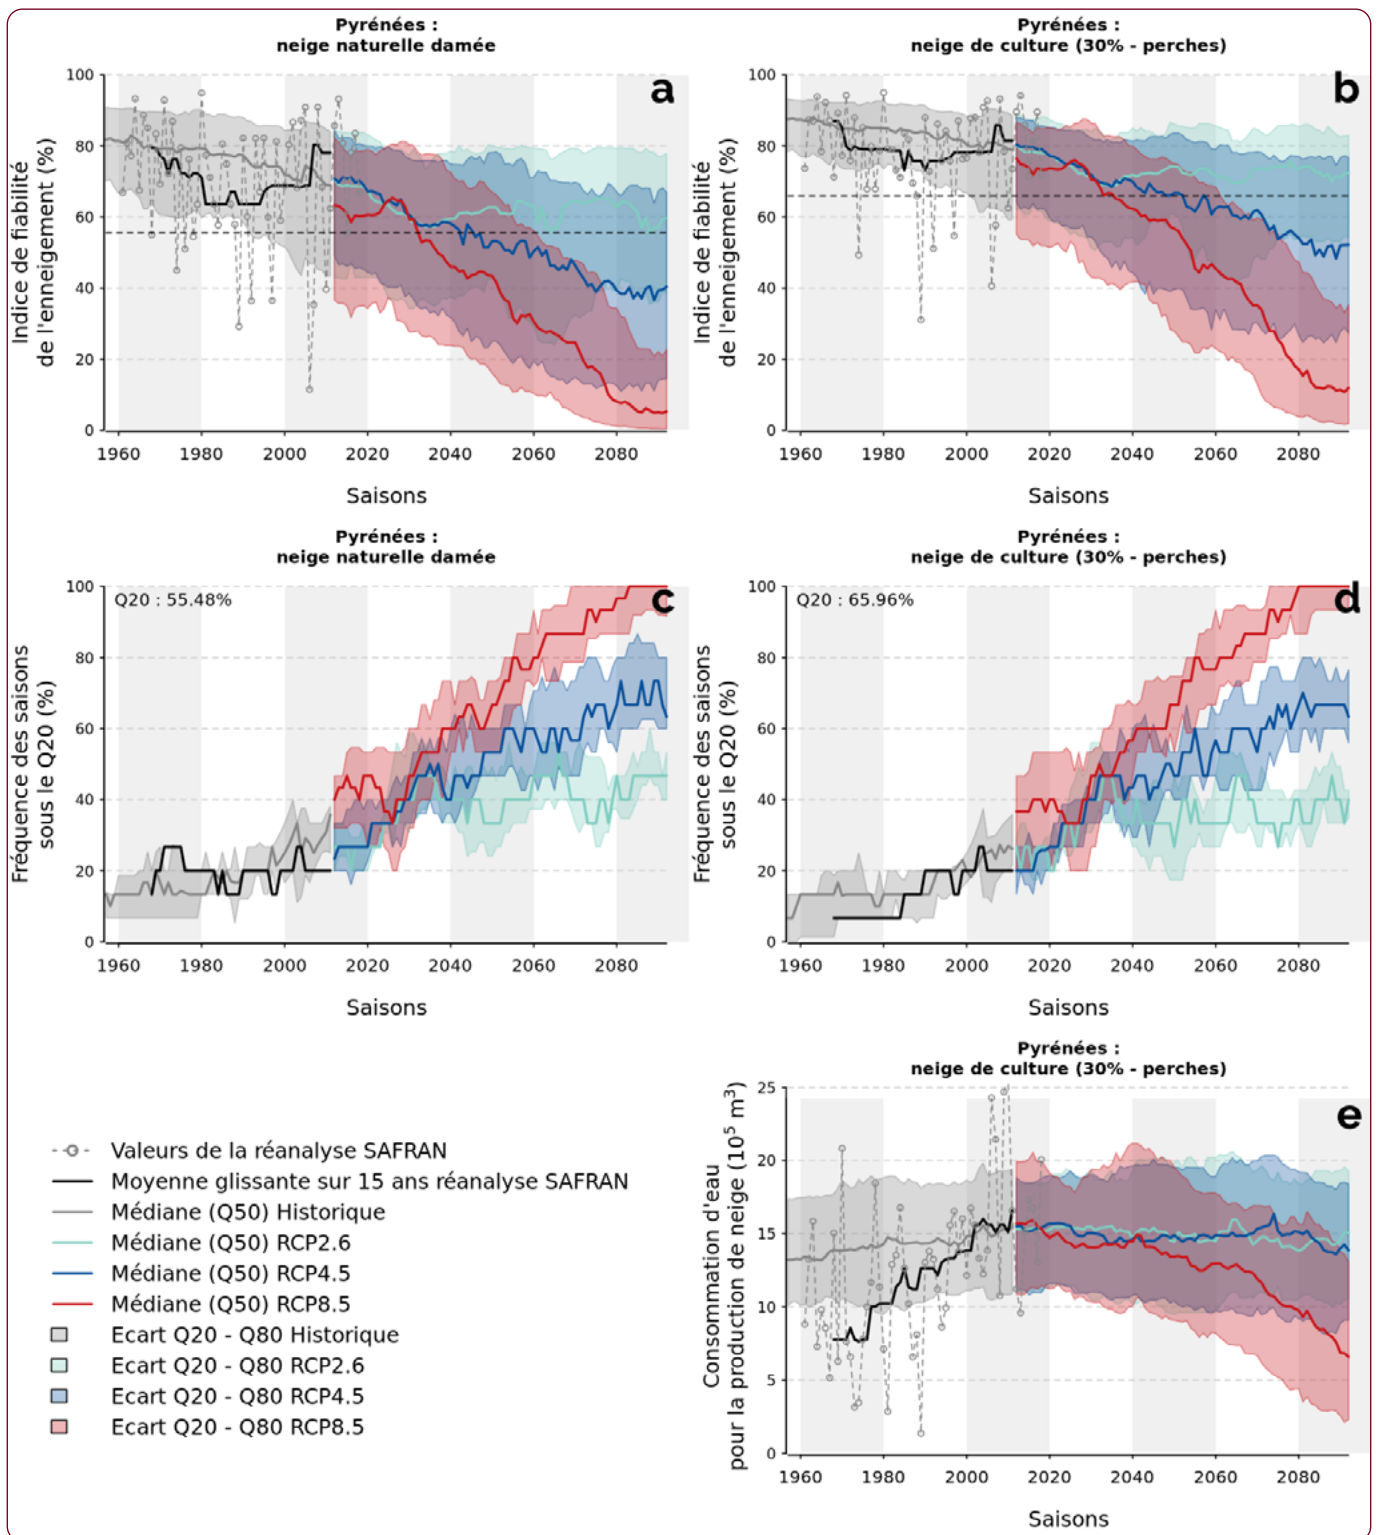 Pyrénées :
neige naturelle damée
a
Indice de fiabilité
de l'enneigement (%)
100
80
60
40
20
0
1960 1980 2000 2020 2040 2060 2080
Saisons
Pyrénées :
neige de culture (30% - perches)
b
Indice de fiabilité
de l'enneigement (%)
100
80
60
40
20
0
1960 1980 2000 2020 2040 2060 2080
Saisons
Pyrénées :
neige naturelle damée
Q20 : 55.48%
c
Fréquence des saisons
sous le Q20 (%)
100
80
60
40
20
0
1960 1980 2000 2020 2040 2060 2080
Saisons
Pyrénées :
neige de culture (30% - perches)
Q20 : 65.96%
d
Fréquence des saisons
sous le Q20 (%)
100
80
60
40
20
0
1960 1980 2000 2020 2040 2060 2080
Saisons
Valeurs de la réanalyse SAFRAN
Moyenne glissante sur 15 ans réanalyse SAFRAN
Médiane (Q50) Historique
Médiane (Q50) RCP2.6
Médiane (Q50) RCP4.5
Médiane (Q50) RCP8.5
Ecart Q20 - Q80 Historique
Ecart Q20 - Q80 RCP2.6
Ecart Q20 - Q80 RCP4.5
Ecart Q20 - Q80 RCP8.5
Pyrénées :
neige de culture (30% - perches)
e
Consommation d'eau
pour la production de neige (10⁵ m³)
25
20
15
10
5
0
1960 1980 2000 2020 2040 2060 2080
Saisons